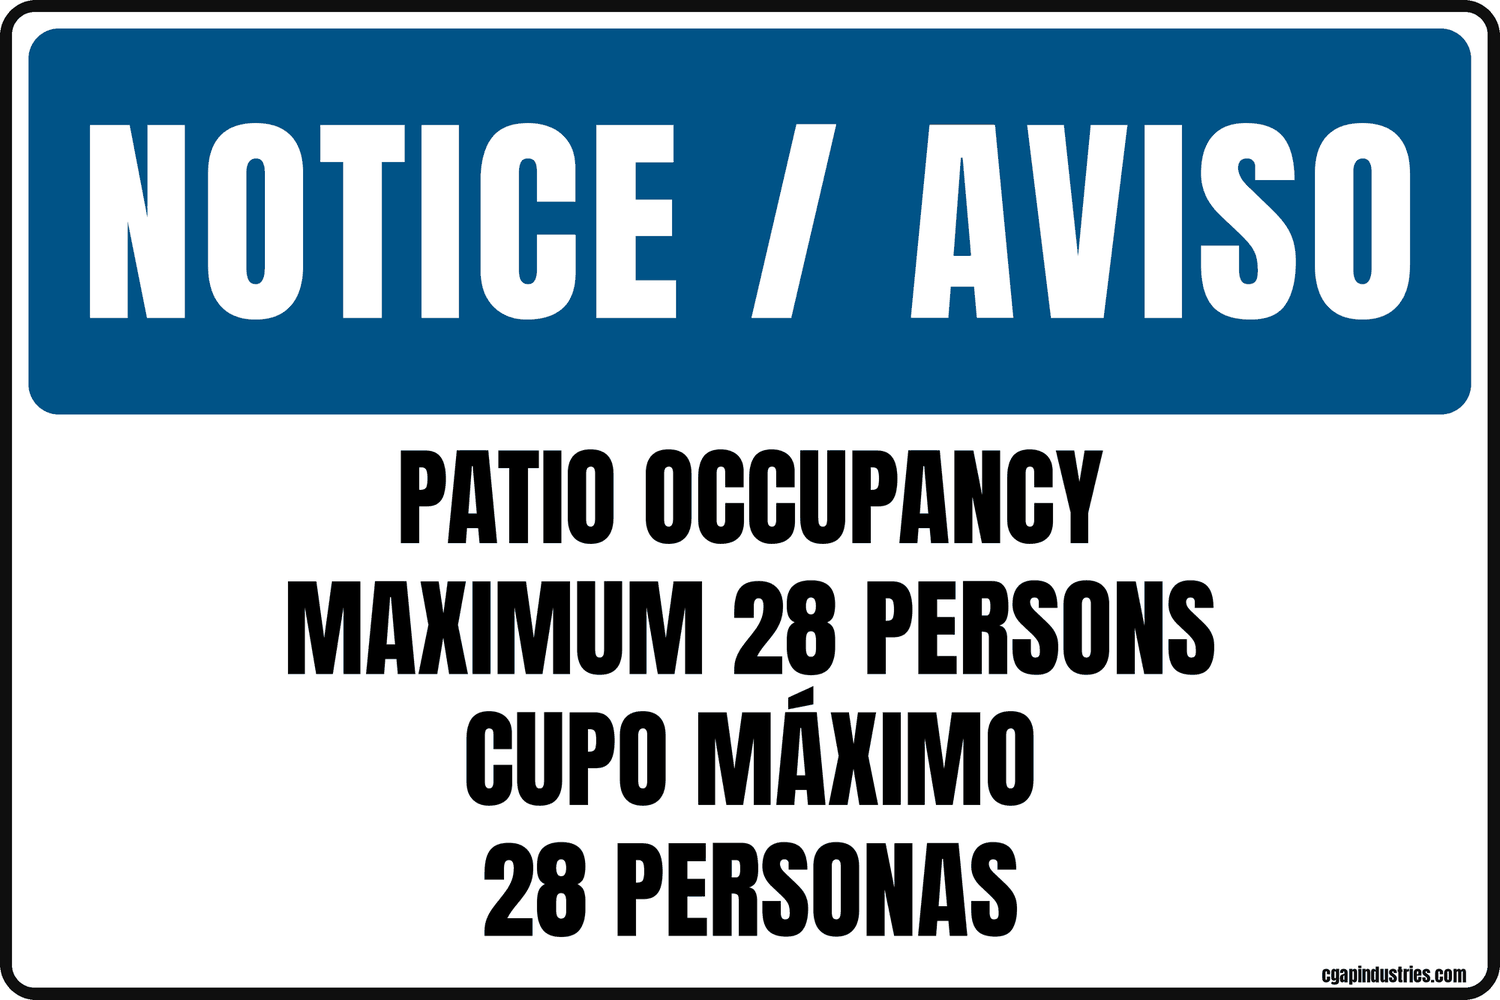 NOTICE / AVISO
PATIO OCCUPANCY
MAXIMUM 28 PERSONS
CUPO MÁXIMO
28 PERSONAS
cgapindustries.com